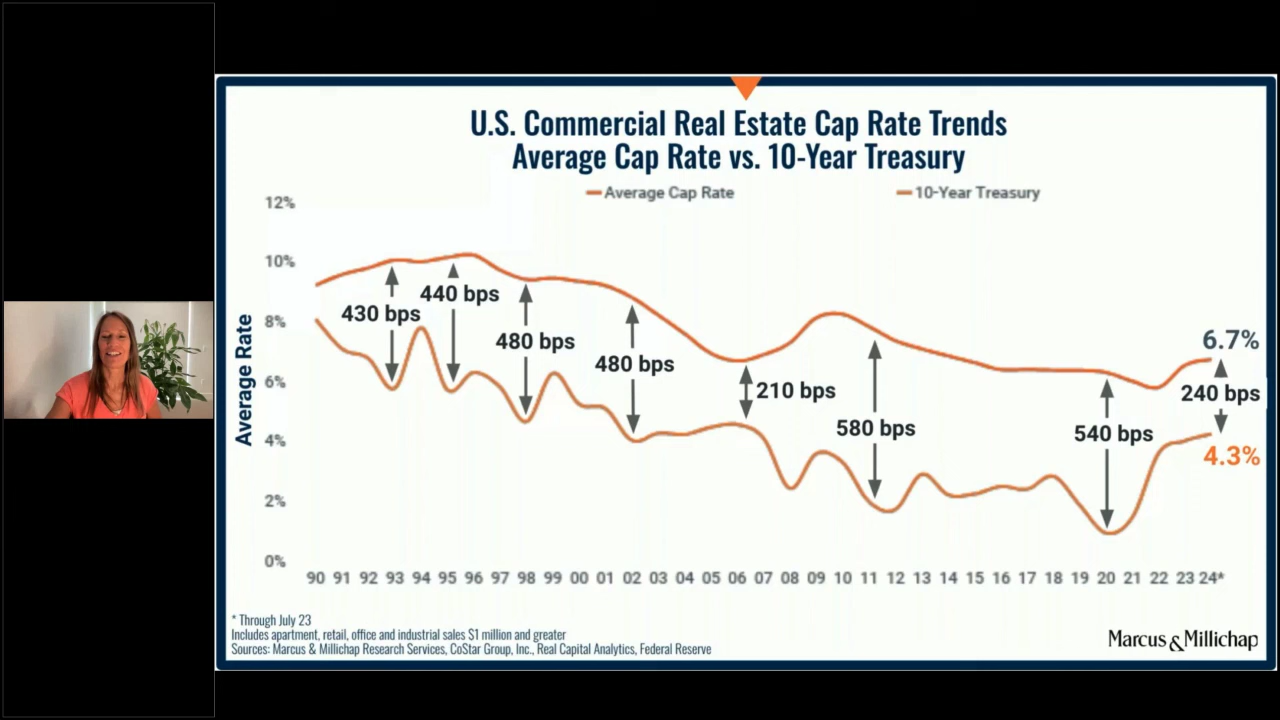 U.S. Commercial Real Estate Cap Rate Trends
Average Cap Rate vs. 10-Year Treasury
Average Cap Rate
10-Year Treasury
12%
10%
8%
6%
4%
2%
0%
Average Rate
430 bps
440 bps
480 bps
480 bps
210 bps
580 bps
540 bps
6.7%
240 bps
4.3%
90 91 92 93 94 95 96 97 98 99 00 01 02 03 04 05 06 07 08 09 10 11 12 13 14 15 16 17 18 19 20 21 22 23 24*
* Through July 23
Includes apartment, retail, office and industrial sales $1 million and greater
Sources: Marcus & Millichap Research Services, CoStar Group, Inc., Real Capital Analytics, Federal Reserve
Marcus & Millichap